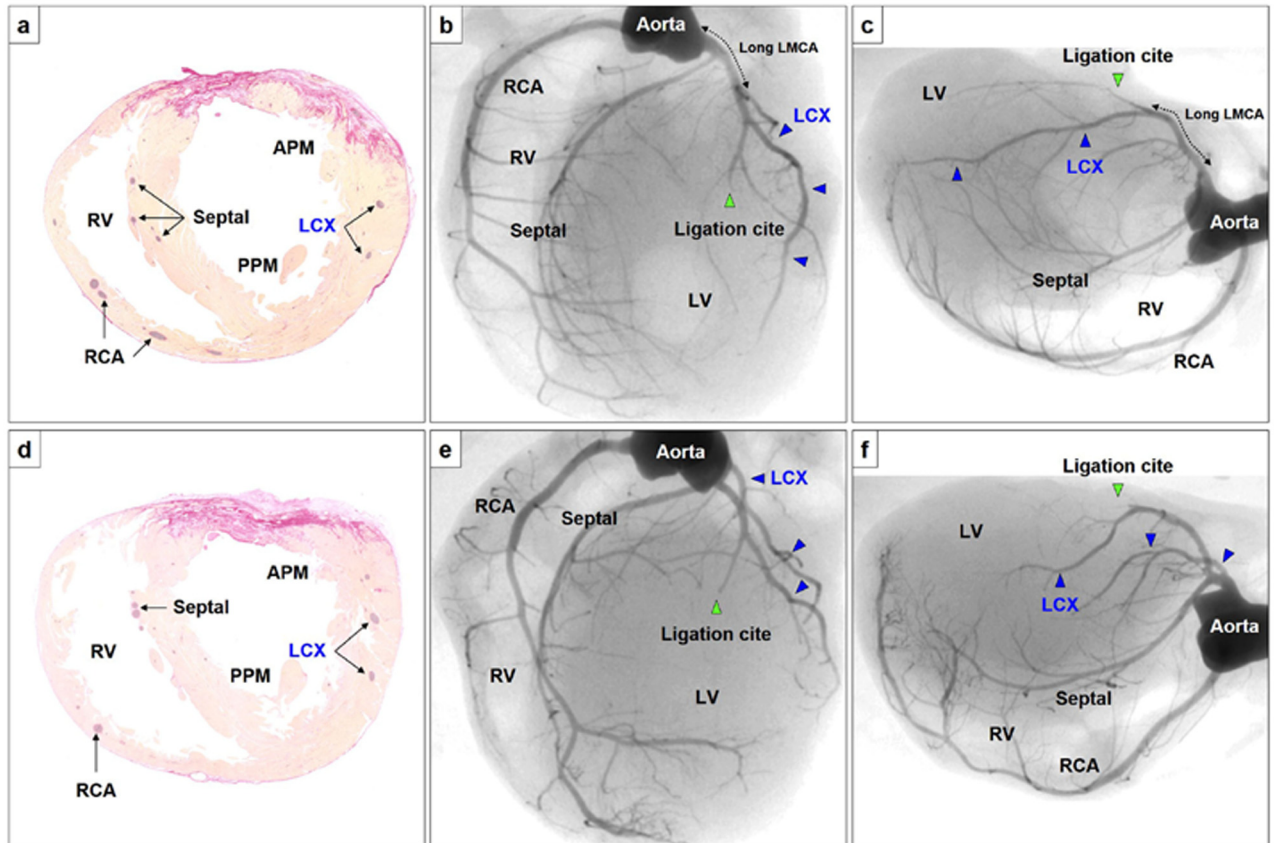 a
APM
RV
Septal
LCX
PPM
RCA
b
Aorta
Long LMCA
RCA
LCX
RV
Septal
Ligation cite
LV
c
Ligation cite
LV
Long LMCA
LCX
Aorta
Septal
RV
RCA
d
APM
Septal
RV
LCX
PPM
RCA
e
Aorta
LCX
RCA
Septal
Ligation cite
RV
LV
f
Ligation cite
LV
LCX
Aorta
Septal
RV
RCA